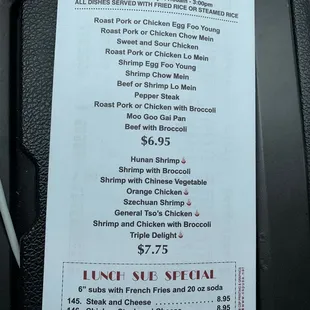 - 3:00pm
ALL DISHES SERVED WITH FRIED RICE OR STEAMED RICE
Roast Pork or Chicken Egg Foo Young
Roast Pork or Chicken Chow Mein
Sweet and Sour Chicken
Roast Pork or Chicken Lo Mein
Shrimp Egg Foo Young
Shrimp Chow Mein
Beef or Shrimp Lo Mein
Pepper Steak
Roast Pork or Chicken with Broccoli
Moo Goo Gai Pan
Beef with Broccoli
$6.95
Hunan Shrimp
Shrimp with Broccoli
Shrimp with Chinese Vegetable
Orange Chicken
Szechuan Shrimp
General Tso's Chicken
Shrimp and Chicken with Broccoli
Triple Delight
$7.75
LUNCH SUB SPECIAL
6" subs with French Fries and 20 oz soda
145. Steak and Cheese 8.95
8.95